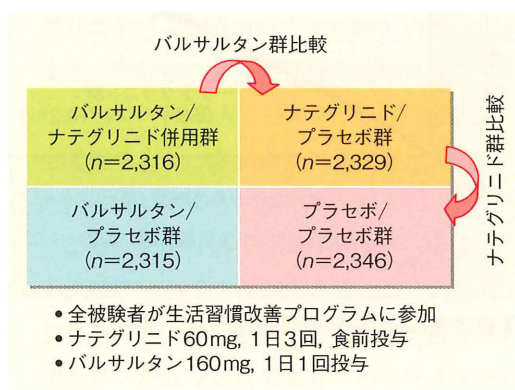 バルサルタン群比較
バルサルタン/
ナテグリニド併用群
(n=2,316)
ナテグリニド/
プラセボ群
(n=2,329)
バルサルタン/
プラセボ群
(n=2,315)
プラセボ/
プラセボ群
(n=2,346)
ナテグリニド群比較
•全被験者が生活習慣改善プログラムに参加
•ナテグリニド60mg, 1日3回, 食前投与
•バルサルタン160mg, 1日1回投与